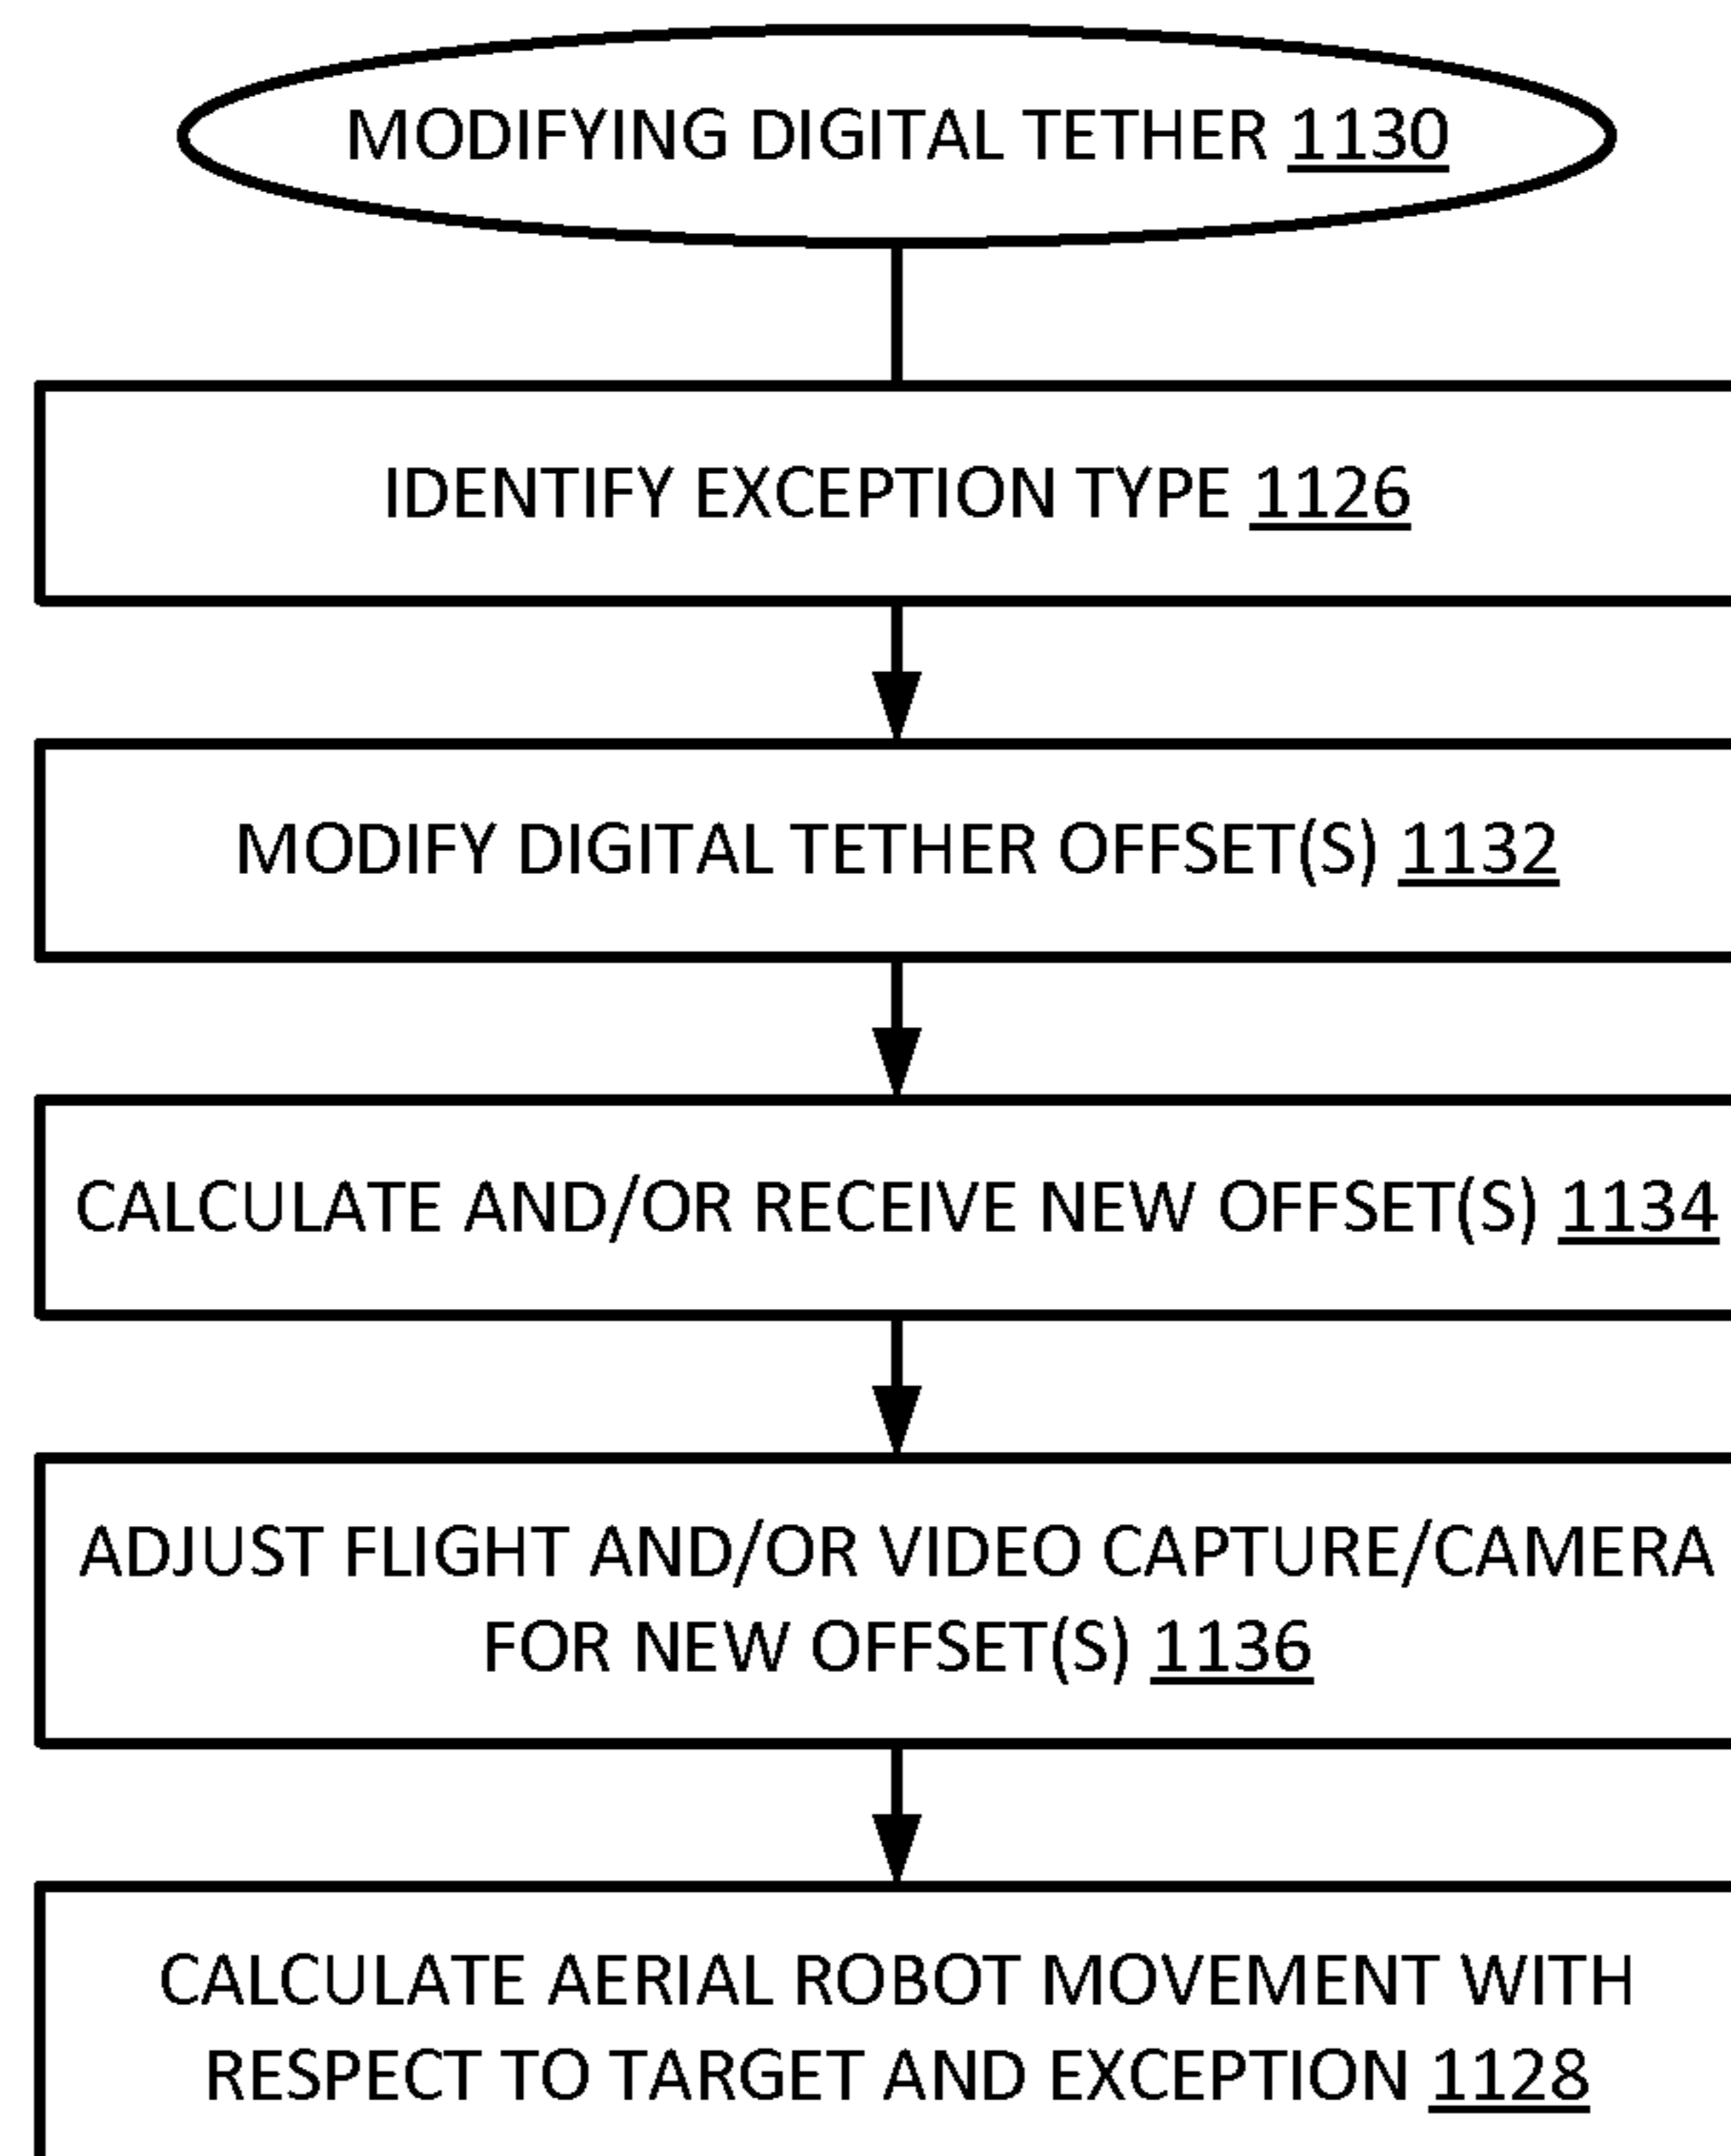 MODIFYING DIGITAL TETHER 1130
IDENTIFY EXCEPTION TYPE 1126
MODIFY DIGITAL TETHER OFFSET(S) 1132
CALCULATE AND/OR RECEIVE NEW OFFSET(S) 1134
ADJUST FLIGHT AND/OR VIDEO CAPTURE/CAMERA
FOR NEW OFFSET(S) 1136
CALCULATE AERIAL ROBOT MOVEMENT WITH
RESPECT TO TARGET AND EXCEPTION 1128